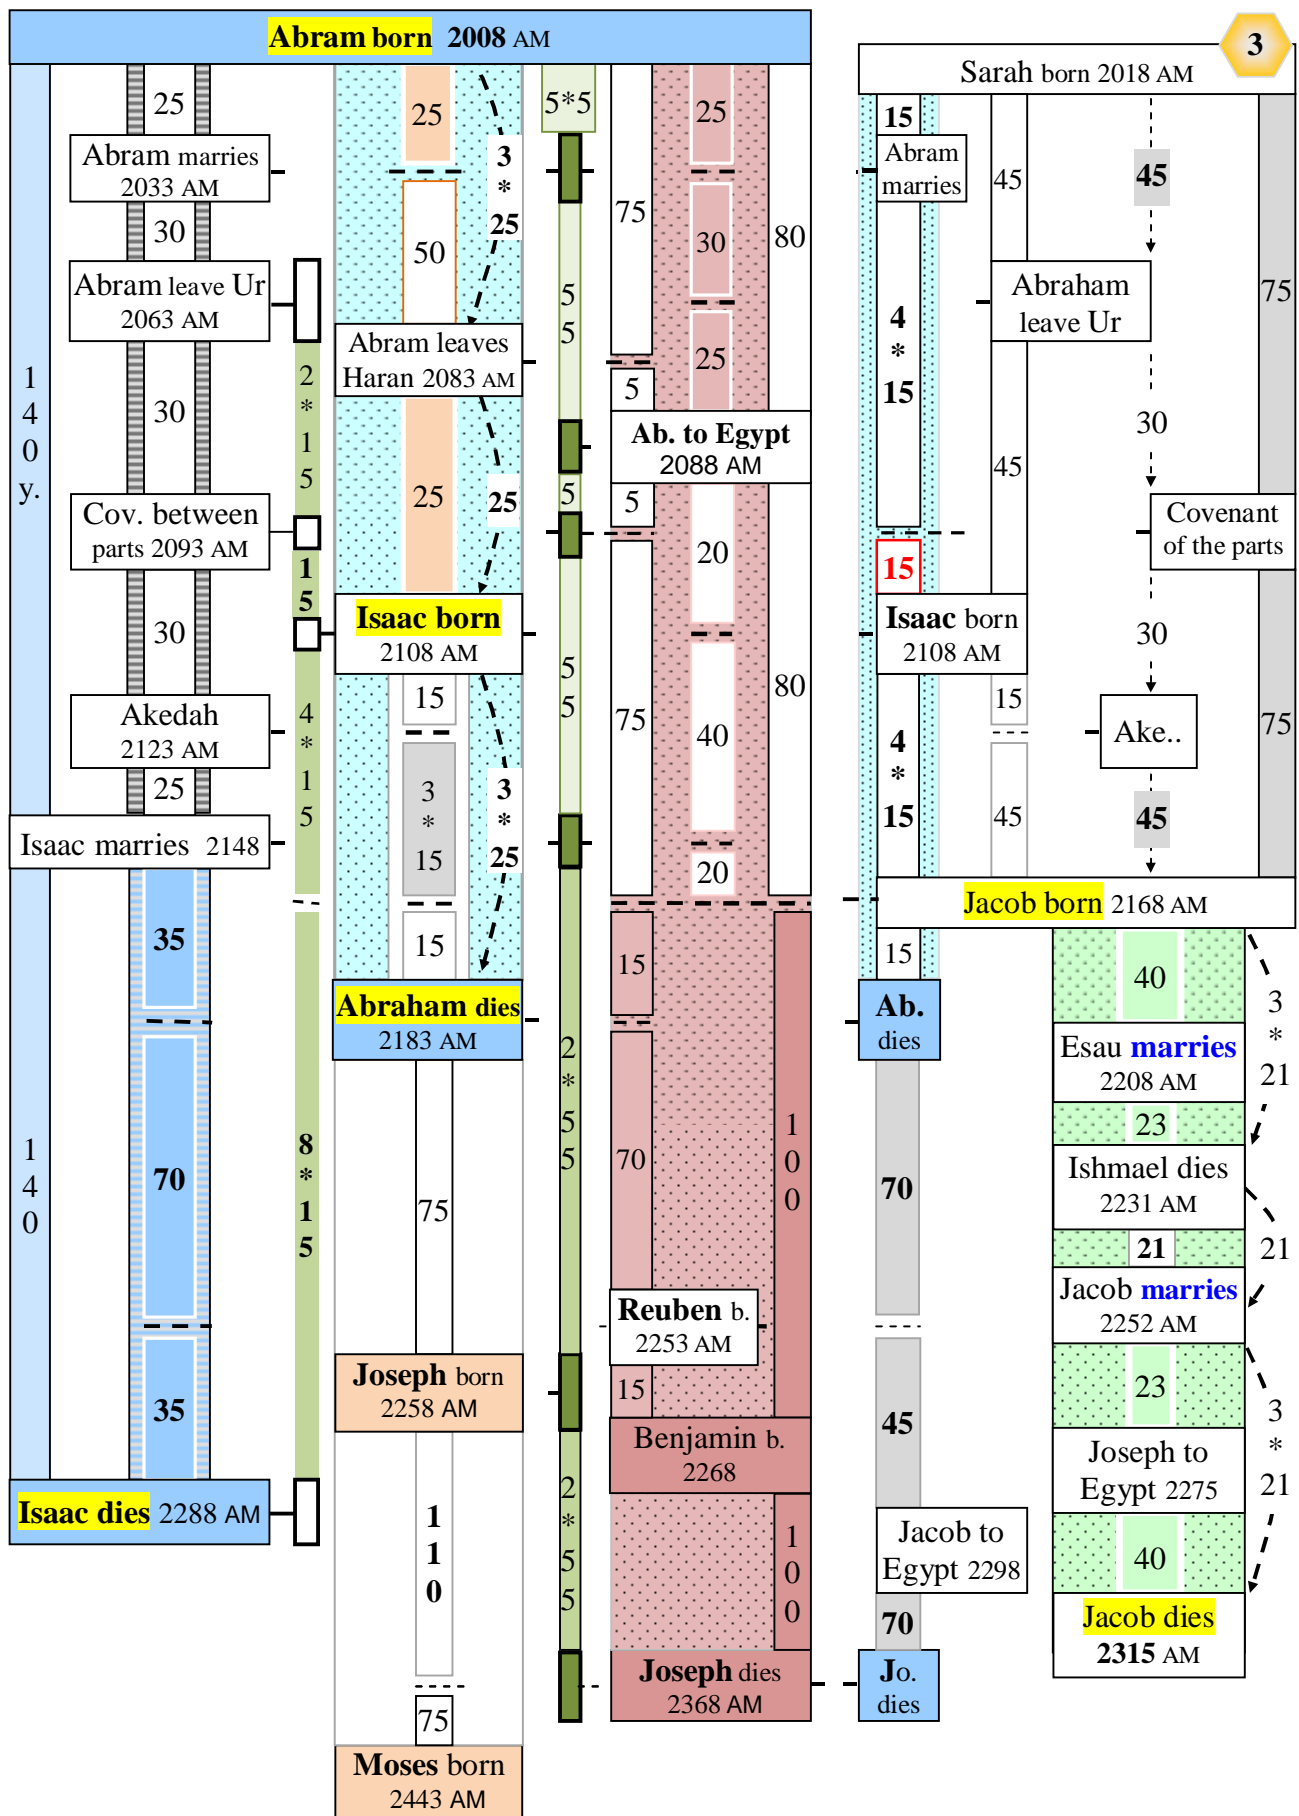 Abram born 2008 AM
3
Sarah born 2018 AM
25
25
3
*
25
5*5
75
25
80
15
45
45
75
Abram marries
2033 AM
Abram
marries
30
50
5
5
30
4
*
15
Abram leave Ur
2063 AM
Abraham
leave Ur
1
4
0
y.
30
2
*
1
5
Abram leaves
Haran 2083 AM
25
5
25
Ab. to Egypt
2088 AM
30
45
25
5
5
20
Cov. between
parts 2093 AM
Covenant
of the parts
1
5
15
30
Isaac born
2108 AM
Isaac born
2108 AM
30
4
*
1
5
15
5
5
75
40
80
4
*
15
15
75
Akedah
2123 AM
Ake..
25
3
*
15
3
*
25
45
45
Isaac marries 2148
20
Jacob born 2168 AM
35
15
15
15
40
3
*
21
Abraham dies
2183 AM
Ab.
dies
Esau marries
2208 AM
1
4
0
70
8
*
1
5
75
2
*
5
5
70
1
0
0
70
23
Ishmael dies
2231 AM
21
21
Jacob marries
2252 AM
Reuben b.
2253 AM
35
Joseph born
2258 AM
15
45
23
3
*
21
Benjamin b.
2268
Joseph to
Egypt 2275
Isaac dies 2288 AM
1
1
0
2
*
5
5
1
0
0
Jacob to
Egypt 2298
40
70
Jacob dies
2315 AM
Joseph dies
2368 AM
Jo.
dies
75
Moses born
2443 AM